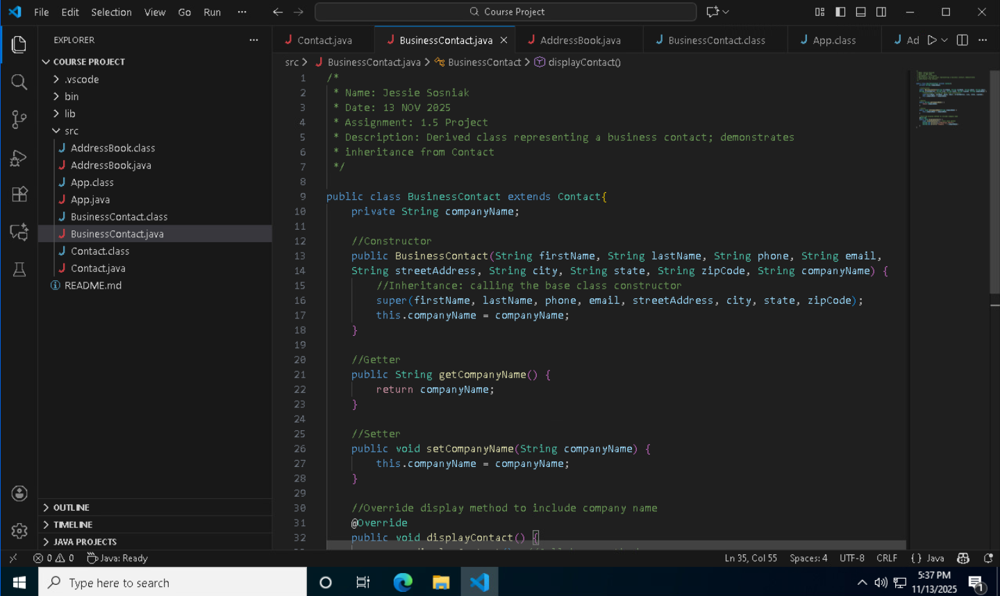 File Edit Selection View Go Run ··· Course Project
EXPLORER ···
COURSE PROJECT
.vscode
bin
lib
src
AddressBook.class
AddressBook.java
App.class
App.java
BusinessContact.class
BusinessContact.java
Contact.class
Contact.java
README.md
OUTLINE
TIMELINE
JAVA PROJECTS
Contact.java BusinessContact.java AddressBook.java BusinessContact.class App.class Ad
src > BusinessContact.java > BusinessContact > displayContact()
1 /*
2 * Name: Jessie Sosniak
3 * Date: 13 NOV 2025
4 * Assignment: 1.5 Project
5 * Description: Derived class representing a business contact; demonstrates
6 * inheritance from Contact
7 */
8
9 public class BusinessContact extends Contact{
10 private String companyName;
11
12 //Constructor
13 public BusinessContact(String firstName, String lastName, String phone, String email,
14 String streetAddress, String city, String state, String zipCode, String companyName) {
15 //Inheritance: calling the base class constructor
16 super(firstName, lastName, phone, email, streetAddress, city, state, zipCode);
17 this.companyName = companyName;
18 }
19
20 //Getter
21 public String getCompanyName() {
22 return companyName;
23 }
24
25 //Setter
26 public void setCompanyName(String companyName) {
27 this.companyName = companyName;
28 }
29
30 //Override display method to include company name
31 @Override
32 public void displayContact() {
0 0 Java: Ready Ln 35, Col 55 Spaces: 4 UTF-8 CRLF {} Java
Type here to search
5:37 PM
11/13/2025
1